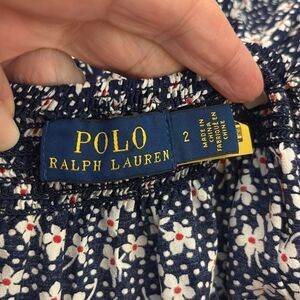 POLO
RALPH LAUREN
2
MADE IN
CHINA
FABRIQUÉ EN
CHINE